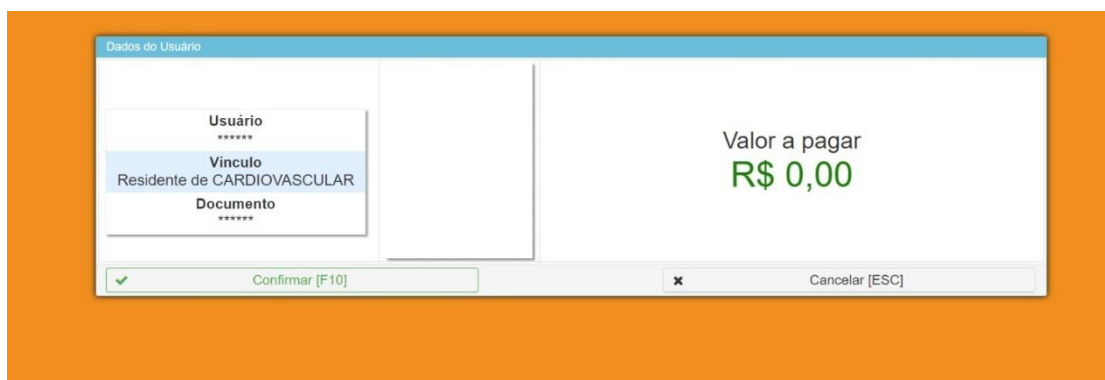 Dados do Usuário
Usuário
******
Vínculo
Residente de CARDIOVASCULAR
Documento
******
Valor a pagar
R$ 0,00
Confirmar [F10]
Cancelar [ESC]